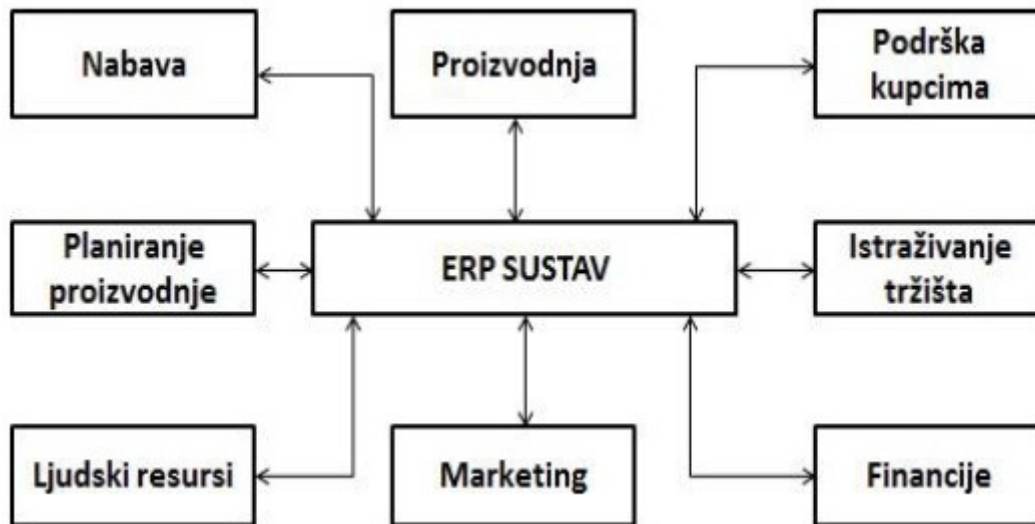 Nabava
Proizvodnja
Podrška
kupcima
Planiranje
proizvodnje
ERP SUSTAV
Istraživanje
tržišta
Ljudski resursi
Marketing
Financije